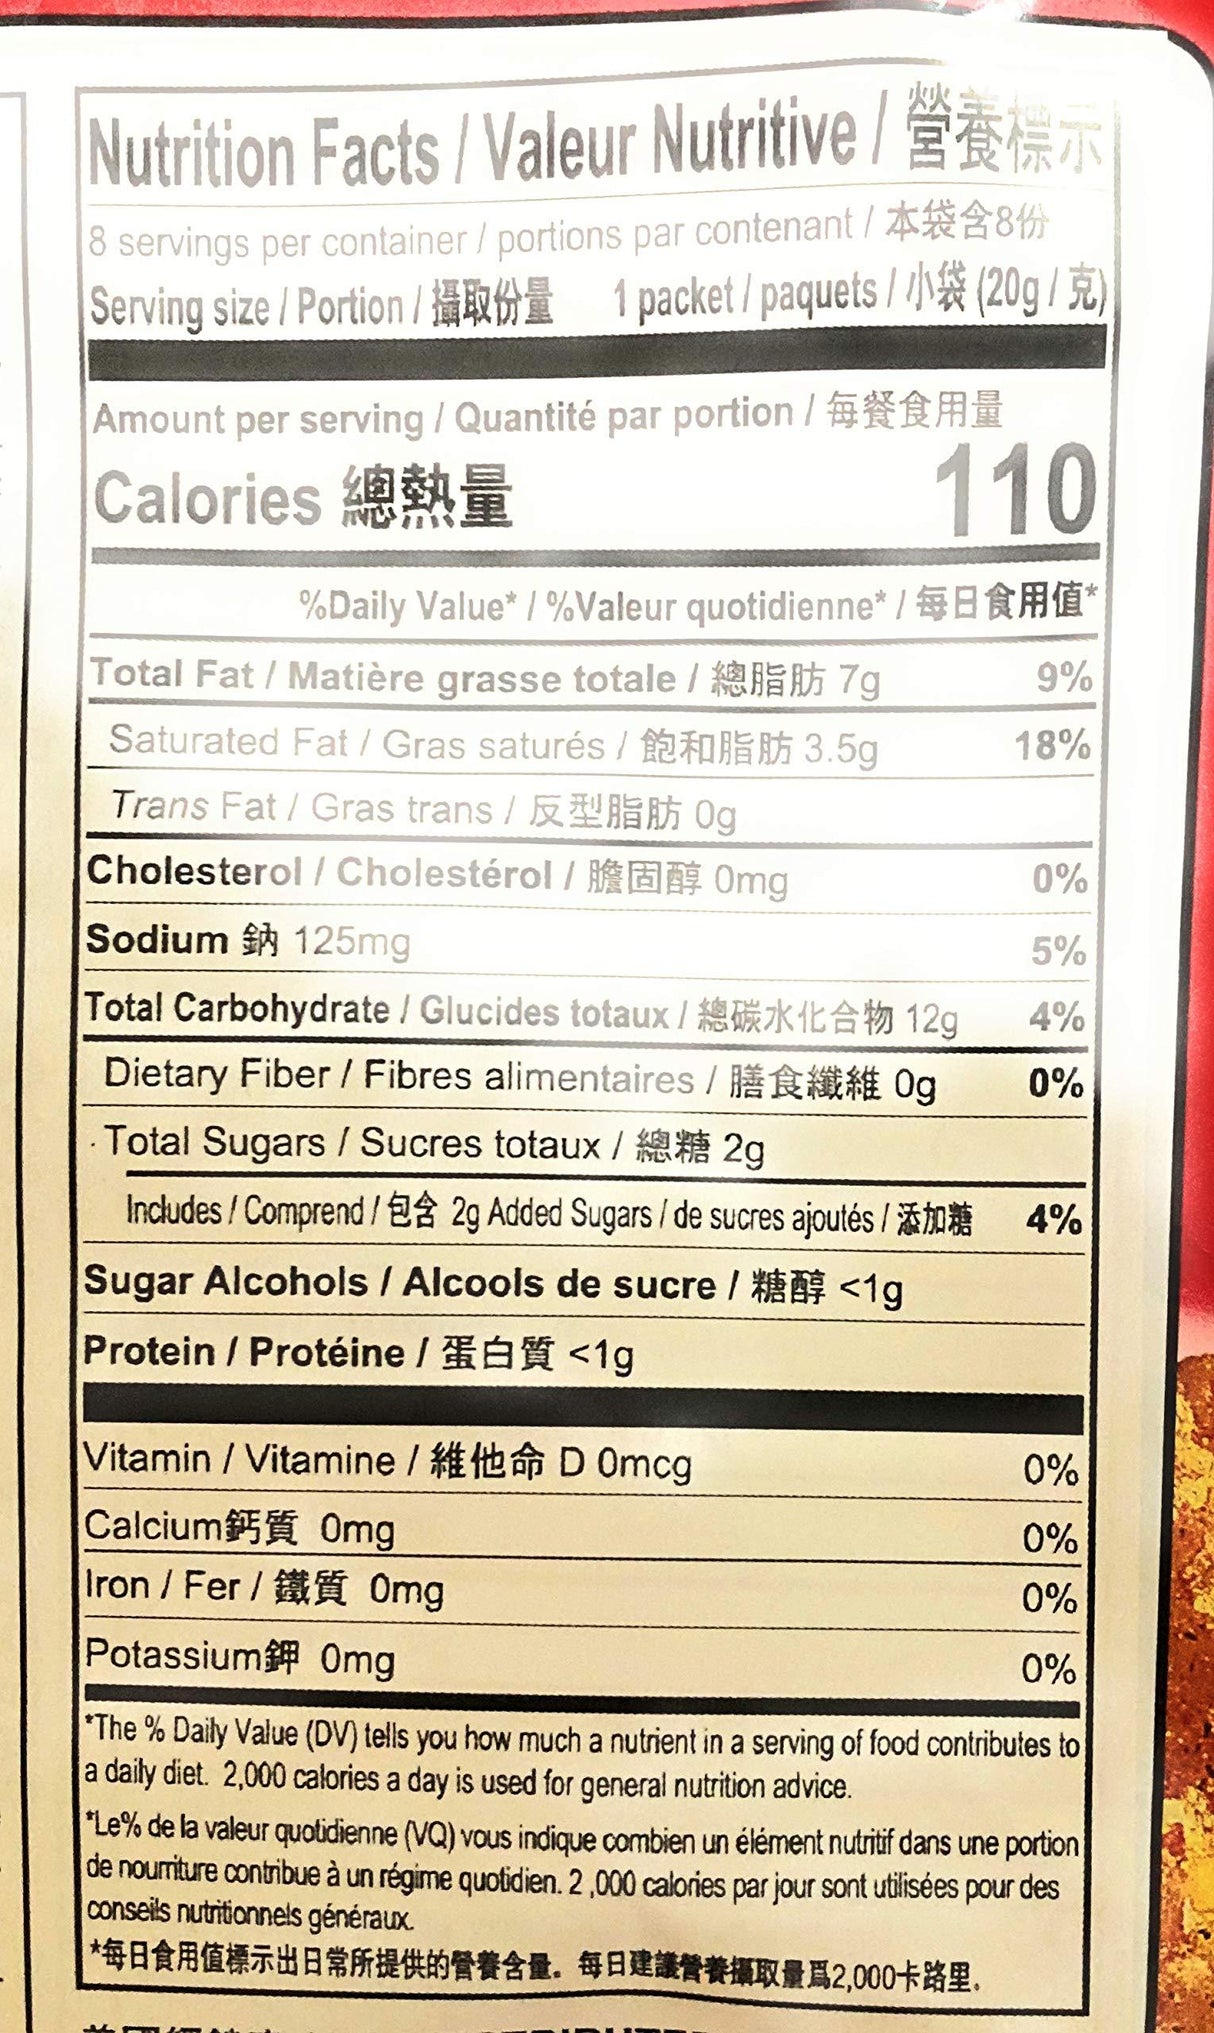 Nutrition Facts / Valeur Nutritive / 營養標示
8 servings per container / portions par contenant / 本袋含8份
Serving size / Portion / 攝取份量 1 packet / paquets / 小袋 (20g / 克)
Amount per serving / Quantité par portion / 每餐食用量
Calories 總熱量 110
%Daily Value* / %Valeur quotidienne* / 每日食用值*
Total Fat / Matière grasse totale / 總脂肪 7g 9%
Saturated Fat / Gras saturés / 飽和脂肪 3.5g 18%
Trans Fat / Gras trans / 反型脂肪 0g
Cholesterol / Cholestérol / 膽固醇 0mg 0%
Sodium 鈉 125mg 5%
Total Carbohydrate / Glucides totaux / 總碳水化合物 12g 4%
Dietary Fiber / Fibres alimentaires / 膳食纖維 0g 0%
Total Sugars / Sucres totaux / 總糖 2g
Includes / Comprend / 包含 2g Added Sugars / de sucres ajoutés / 添加糖 4%
Sugar Alcohols / Alcools de sucre / 糖醇 <1g
Protein / Protéine / 蛋白質 <1g
Vitamin / Vitamine / 維他命 D 0mcg 0%
Calcium鈣質 0mg 0%
Iron / Fer / 鐵質 0mg 0%
Potassium鉀 0mg 0%
*The % Daily Value (DV) tells you how much a nutrient in a serving of food contributes to
a daily diet. 2,000 calories a day is used for general nutrition advice.
*Le% de la valeur quotidienne (VQ) vous indique combien un élément nutritif dans une portion
de nourriture contribue à un régime quotidien. 2 ,000 calories par jour sont utilisées pour des
conseils nutritionnels généraux.
*每日食用值標示出日常所提供的營養含量。每日建議營養攝取量爲2,000卡路里.